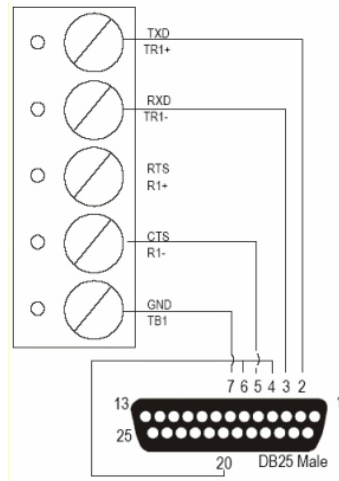 TXD
TR1+
RXD
TR1-
RTS
R1+
CTS
R1-
GND
TB1
7 6 5 4 3 2
13
25
20 DB25 Male